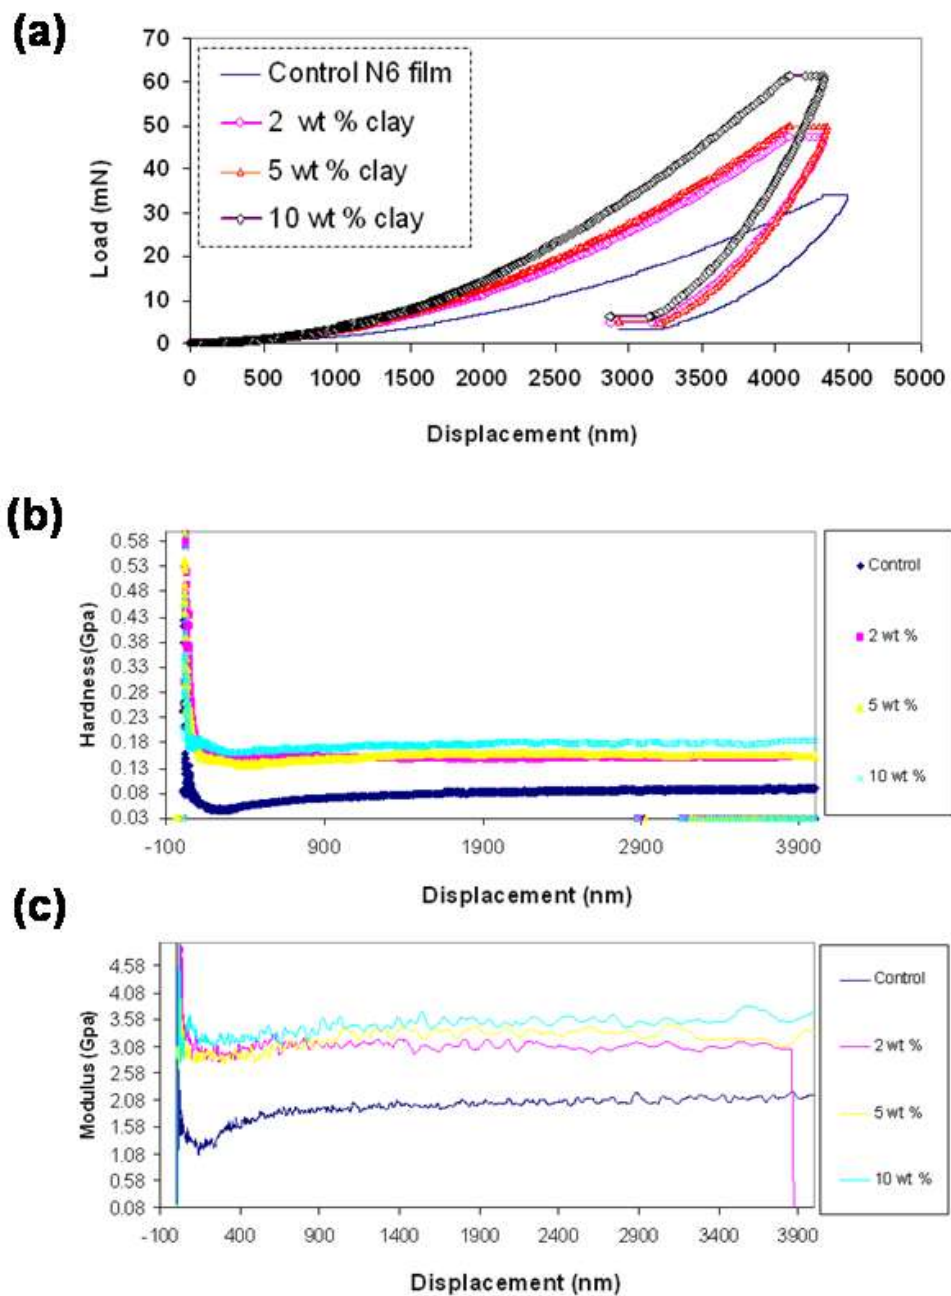 (a)
70
60
50
40
30
20
10
0
Load (mN)
Control N6 film
2 wt % clay
5 wt % clay
10 wt % clay
0 500 1000 1500 2000 2500 3000 3500 4000 4500 5000
Displacement (nm)
(b)
0.58
0.53
0.48
0.43
0.38
0.33
0.28
0.23
0.18
0.13
0.08
0.03
Hardness(Gpa)
-100 900 1900 2900 3900
Displacement (nm)
Control
2 wt %
5 wt %
10 wt %
(c)
4.58
4.08
3.58
3.08
2.58
2.08
1.58
1.08
0.58
0.08
Modulus (Gpa)
-100 400 900 1400 1900 2400 2900 3400 3900
Displacement (nm)
Control
2 wt %
5 wt %
10 wt %